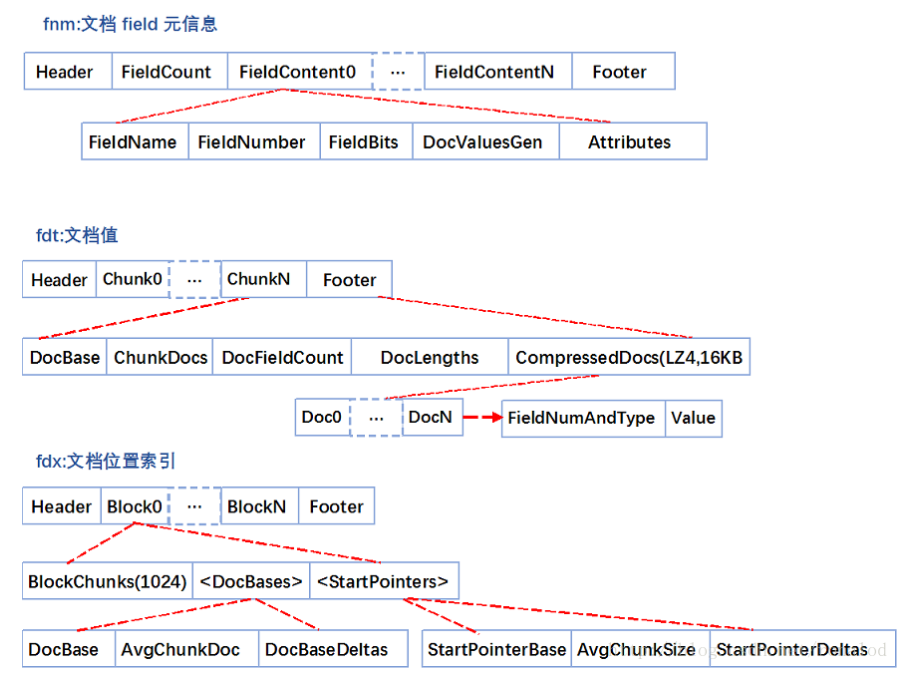 fnm:文档 field 元信息
Header FieldCount FieldContent0 ... FieldContentN Footer
FieldName FieldNumber FieldBits DocValuesGen Attributes
fdt:文档值
Header Chunk0 ... ChunkN Footer
DocBase ChunkDocs DocFieldCount DocLengths CompressedDocs(LZ4,16KB
Doc0 ... DocN FieldNumAndType Value
fdx:文档位置索引
Header Block0 ... BlockN Footer
BlockChunks(1024) <DocBases> <StartPointers>
DocBase AvgChunkDoc DocBaseDeltas StartPointerBase AvgChunkSize StartPointerDeltas